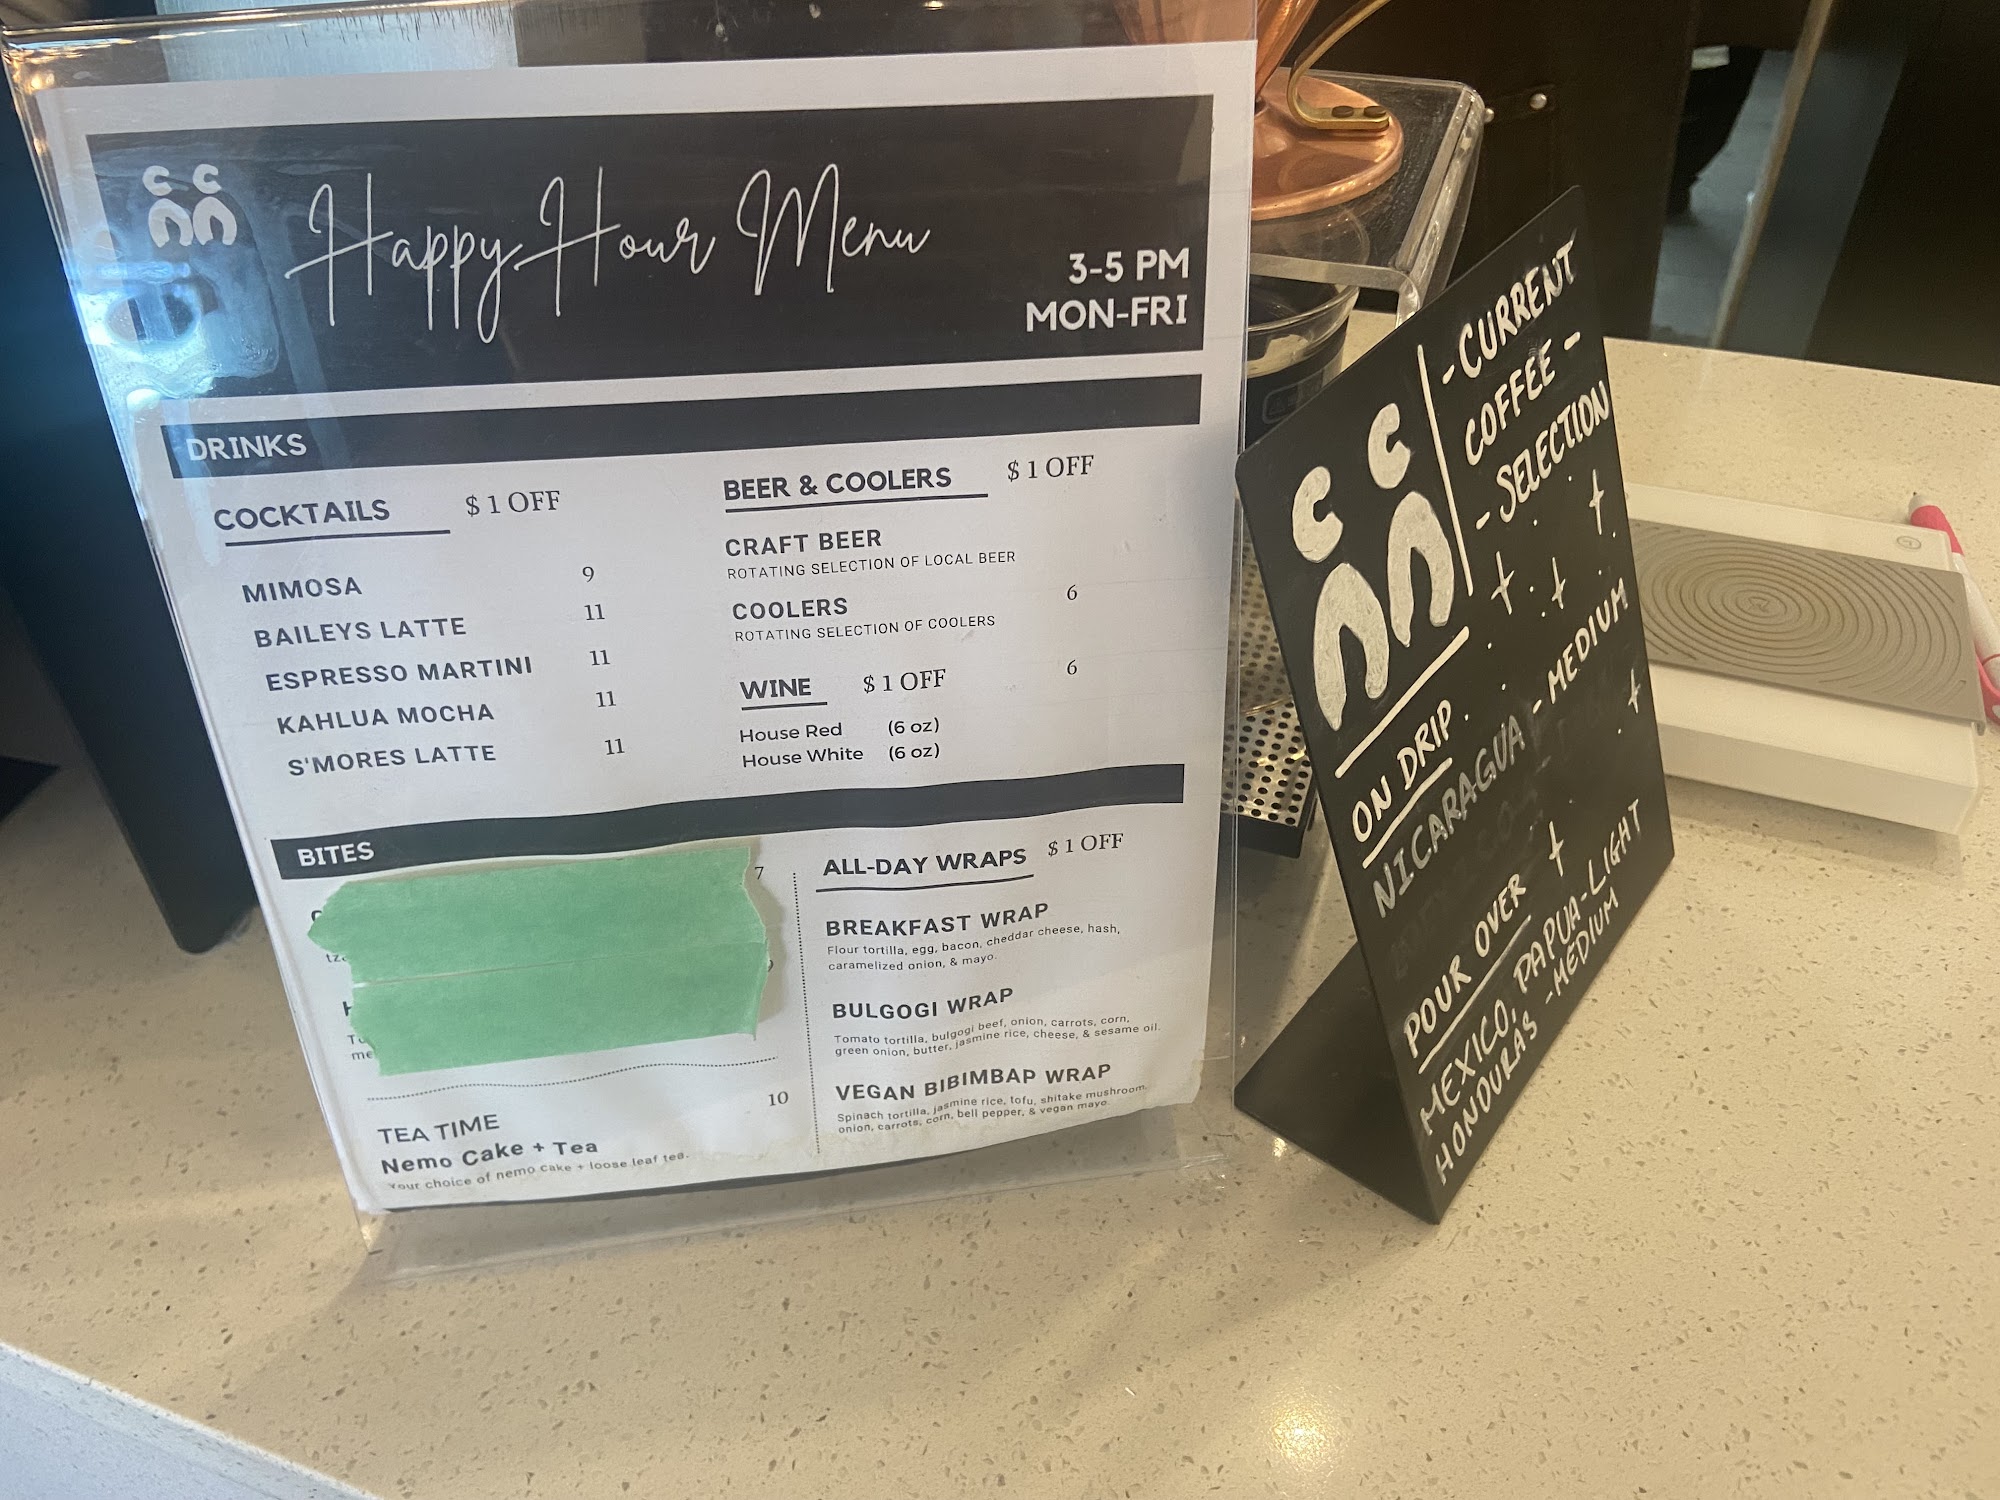 Happy Hour Menu
3-5 PM
MON-FRI
DRINKS
COCKTAILS $ 1 OFF
MIMOSA 9
BAILEYS LATTE 11
ESPRESSO MARTINI 11
KAHLUA MOCHA 11
S'MORES LATTE 11
BEER & COOLERS $ 1 OFF
CRAFT BEER
ROTATING SELECTION OF LOCAL BEER
COOLERS 6
ROTATING SELECTION OF COOLERS
WINE $ 1 OFF 6
House Red (6 oz)
House White (6 oz)
BITES
7
TEA TIME 10
Nemo Cake + Tea
Your choice of nemo cake + loose leaf tea.
ALL-DAY WRAPS $ 1 OFF
BREAKFAST WRAP
Flour tortilla, egg, bacon, cheddar cheese, hash,
caramelized onion, & mayo.
BULGOGI WRAP
Tomato tortilla, bulgogi beef, onion, carrots, corn,
green onion, butter, jasmine rice, cheese, & sesame oil.
VEGAN BIBIMBAP WRAP
Spinach tortilla, jasmine rice, tofu, shitake mushroom,
onion, carrots, corn, bell pepper, & vegan mayo.
- CURRENT
COFFEE -
- SELECTION
ON DRIP
NICARAGUA - MEDIUM
POUR OVER
MEXICO, PAPUA - LIGHT
HONDURAS - MEDIUM